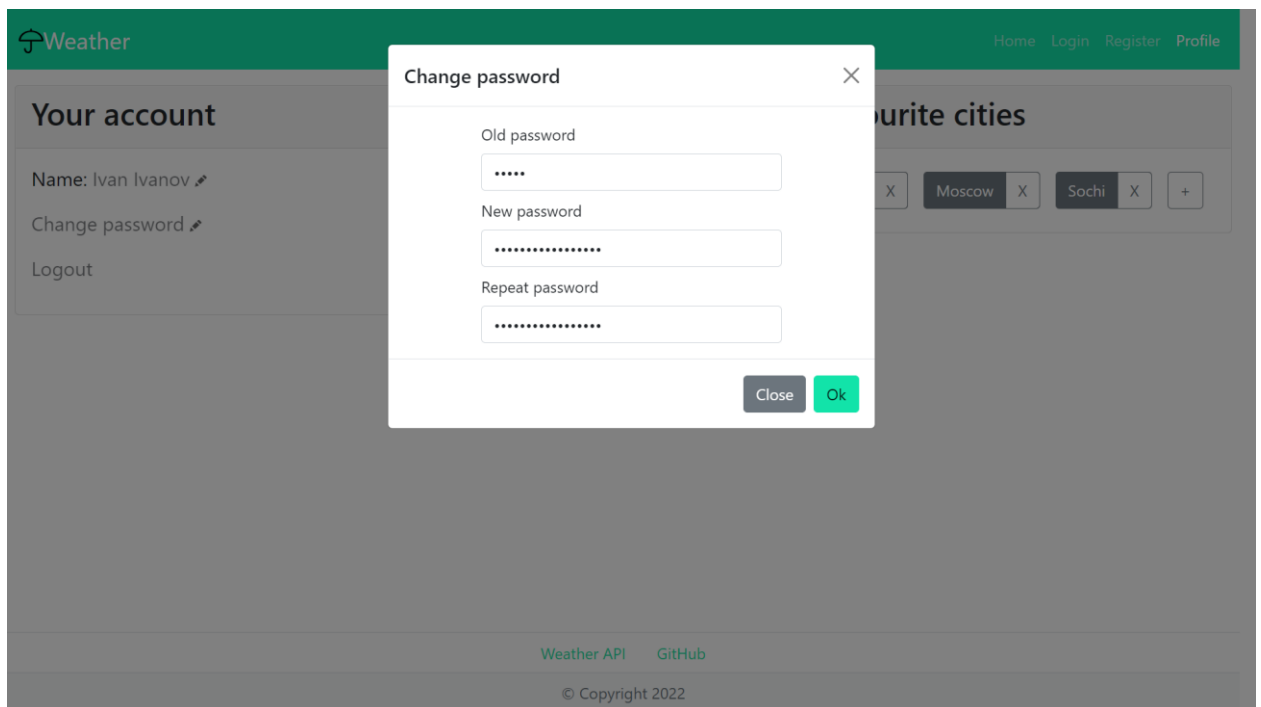 Weather
Home Login Register Profile
Change password
Your account
urite cities
Old password
•••••
Name: Ivan Ivanov
X Moscow X Sochi X +
New password
•••••••••••••••••
Change password
Repeat password
•••••••••••••••••
Logout
Close Ok
Weather API GitHub
© Copyright 2022